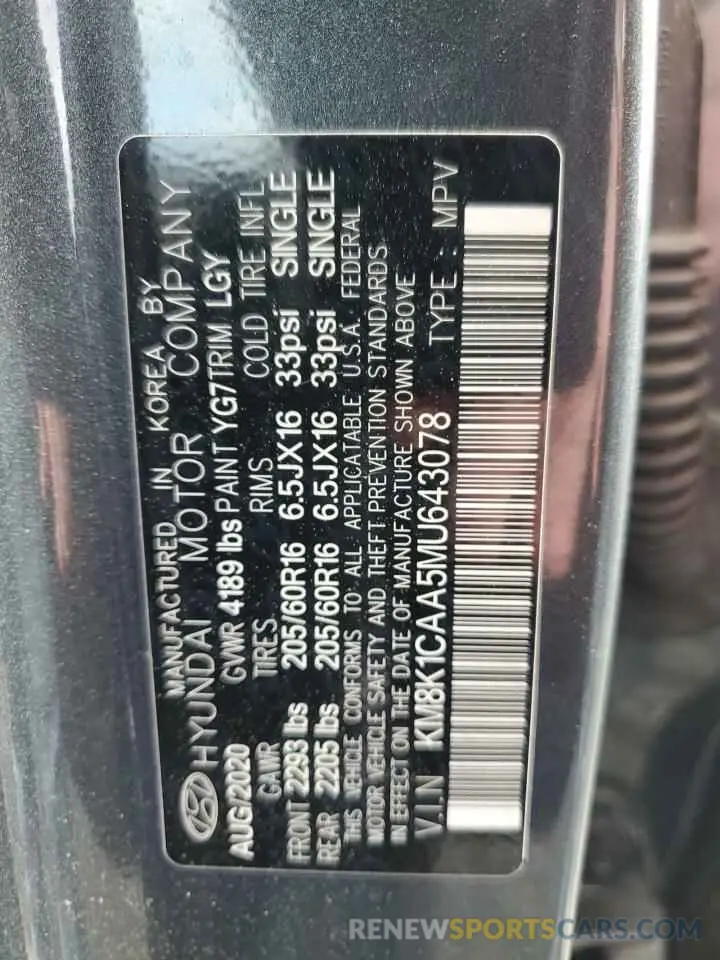 MANUFACTURED IN KOREA BY
HYUNDAI MOTOR COMPANY
AUG/2020 GVWR 4189 lbs PAINT YG7 TRIM LGY
GAWR TIRES RIMS COLD TIRE INFL
FRONT 2293 lbs 205/60R16 6.5JX16 33psi SINGLE
REAR 2205 lbs 205/60R16 6.5JX16 33psi SINGLE
THIS VEHICLE CONFORMS TO ALL APPLICATABLE U.S.A. FEDERAL
MOTOR VEHICLE SAFETY AND THEFT PREVENTION STANDARDS
IN EFFECT ON THE DATE OF MANUFACTURE SHOWN ABOVE
V.I.N KM8K1CAA5MU643078 TYPE : MPV
RENEWSPORTSCARS.COM